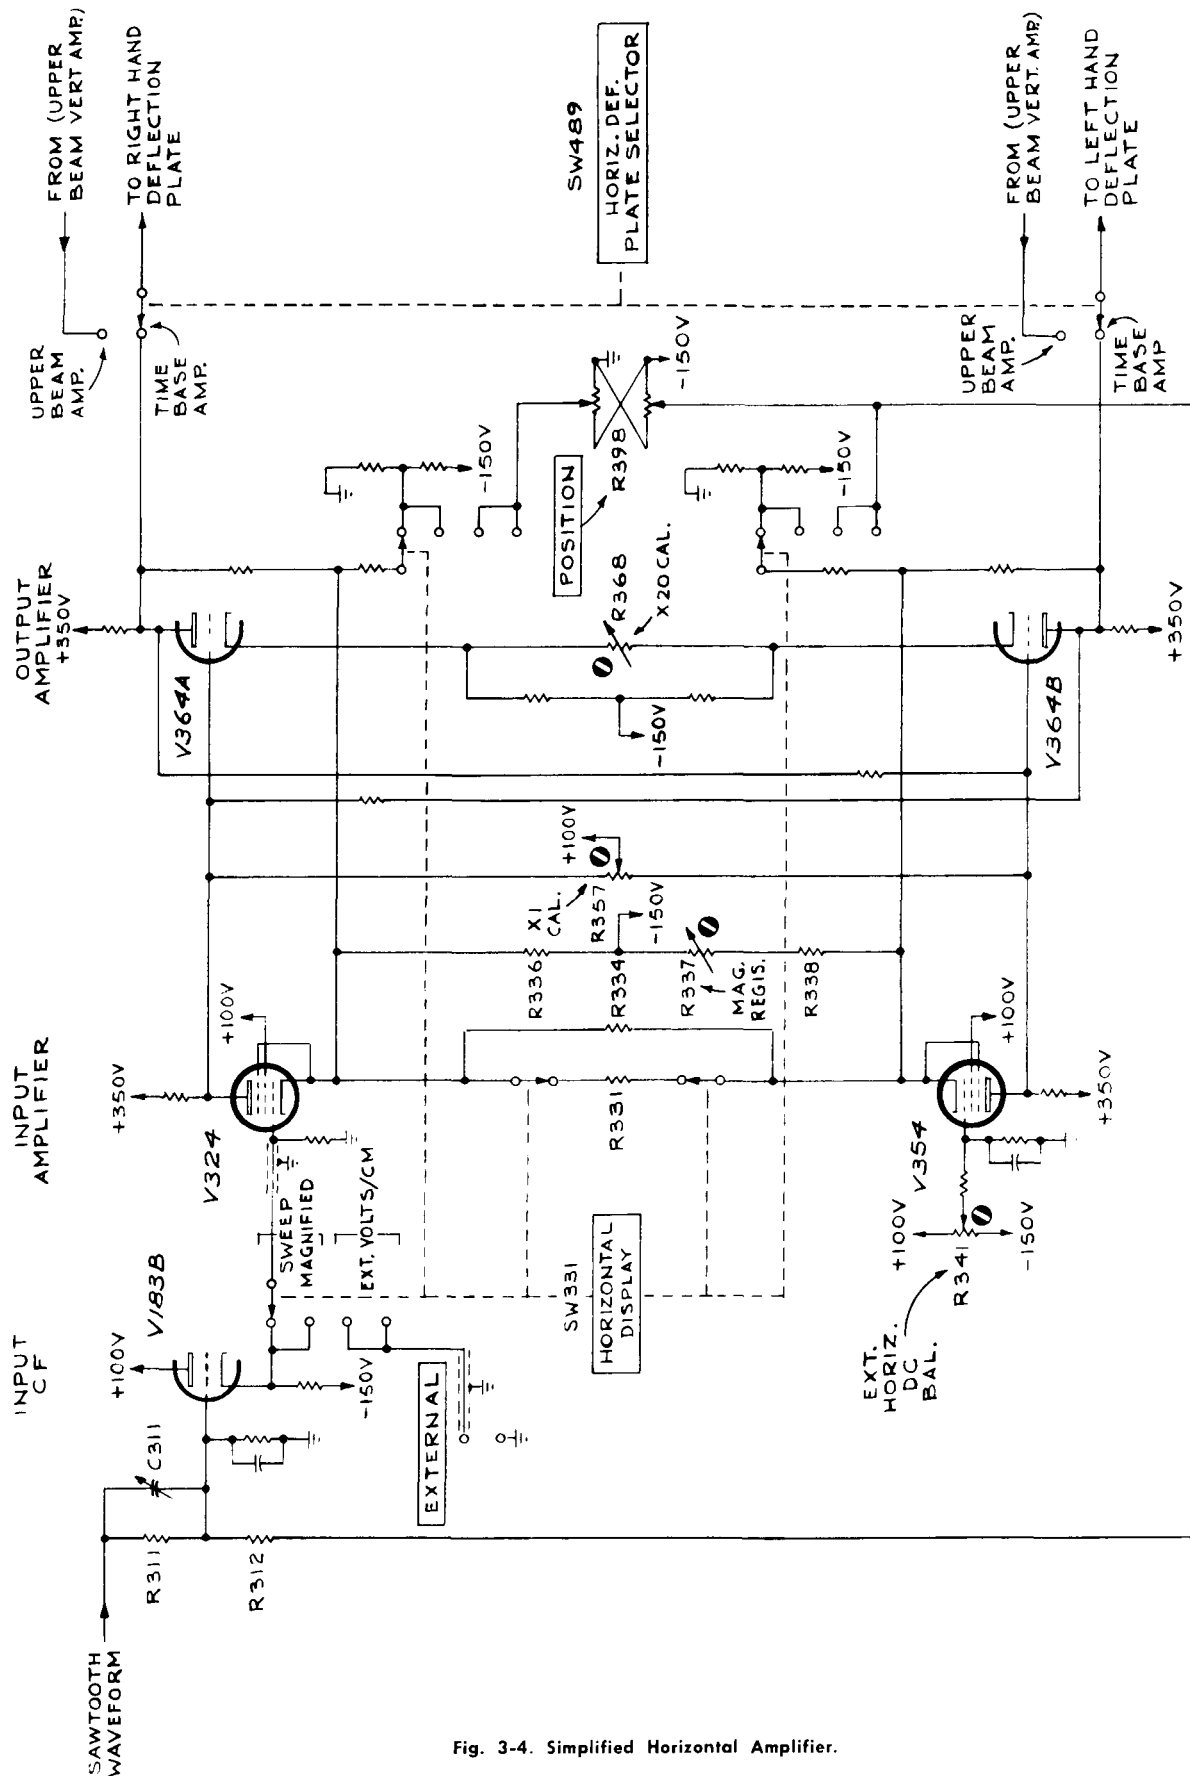 INPUT
CF
INPUT
AMPLIFIER
OUTPUT
AMPLIFIER
SAWTOOTH
WAVEFORM
R311
C311
R312
+100V
V183B
-150V
EXTERNAL
SWEEP
MAGNIFIED
EXT. VOLTS/CM
SW331
HORIZONTAL
DISPLAY
EXT.
HORIZ.
DC
BAL.
R341
+100V
-150V
+350V
V324
+100V
R331
V354
+100V
+350V
R336
R334
-150V
R337
MAG.
REGIS.
R338
X1
CAL.
R357
+100V
+350V
V364A
-150V
R368
X20 CAL.
V364B
+350V
-150V
POSITION
R398
-150V
-150V
UPPER
BEAM
AMP.
TIME
BASE
AMP.
FROM (UPPER
BEAM VERT AMP.)
TO RIGHT HAND
DEFLECTION
PLATE
SW489
HORIZ. DEF.
PLATE SELECTOR
UPPER
BEAM
AMP.
TIME
BASE
AMP
FROM (UPPER
BEAM VERT. AMP.)
TO LEFT HAND
DEFLECTION
PLATE
Fig. 3-4. Simplified Horizontal Amplifier.